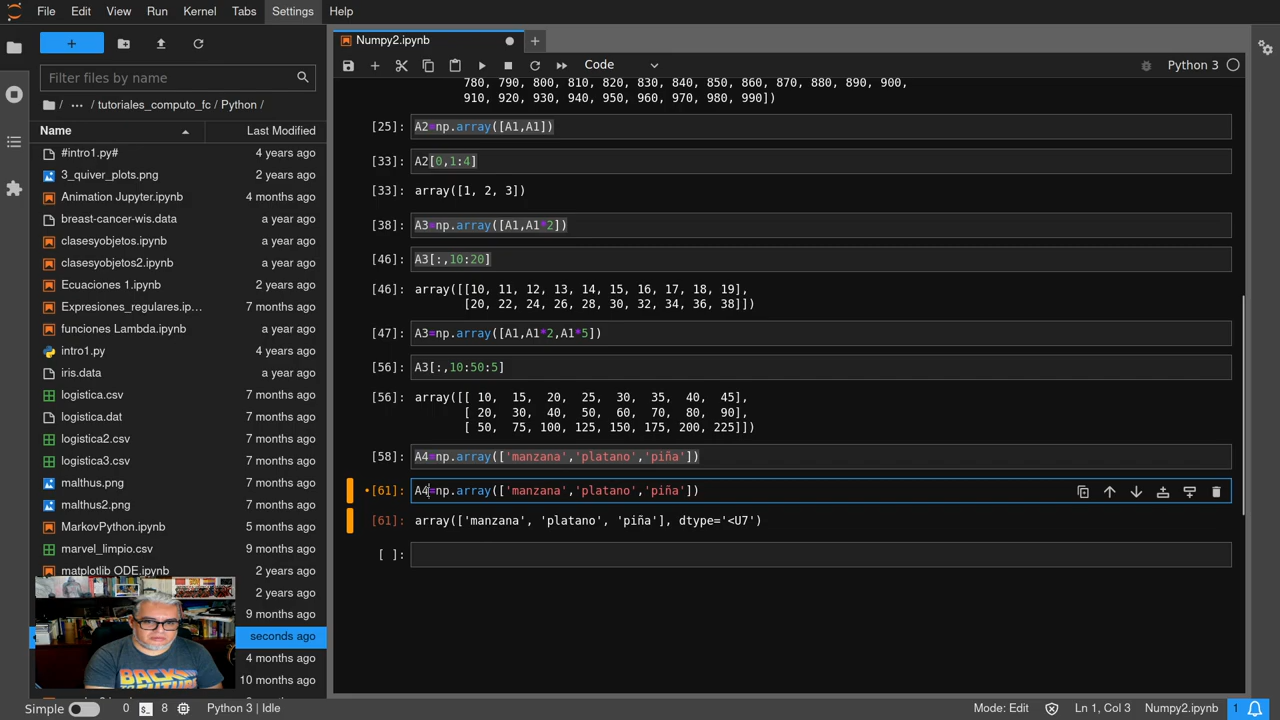 File Edit View Run Kernel Tabs Settings Help
Numpy2.ipynb
Code
Python 3
Filter files by name
/ ... / tutoriales_computo_fc / Python /
Name Last Modified
#intro1.py# 4 years ago
3_quiver_plots.png 2 years ago
Animation Jupyter.ipynb 4 months ago
breast-cancer-wis.data a year ago
clasesyobjetos.ipynb a year ago
clasesyobjetos2.ipynb a year ago
Ecuaciones 1.ipynb 2 years ago
Expresiones_regulares.ip... 7 months ago
funciones Lambda.ipynb a year ago
intro1.py 4 years ago
iris.data a year ago
logistica.csv 7 months ago
logistica.dat 7 months ago
logistica2.csv 7 months ago
logistica3.csv 7 months ago
malthus.png 7 months ago
malthus2.png 7 months ago
MarkovPython.ipynb a year ago
marvel_limpio.csv 9 months ago
matplotlib ODE.ipynb 2 years ago
2 years ago
9 months ago
seconds ago
4 months ago
10 months ago
780, 790, 800, 810, 820, 830, 840, 850, 860, 870, 880, 890, 900,
910, 920, 930, 940, 950, 960, 970, 980, 990])
[25]: A2=np.array([A1,A1])
[33]: A2[0,1:4]
[33]: array([1, 2, 3])
[38]: A3=np.array([A1,A1*2])
[46]: A3[:,10:20]
[46]: array([[10, 11, 12, 13, 14, 15, 16, 17, 18, 19],
[20, 22, 24, 26, 28, 30, 32, 34, 36, 38]])
[47]: A3=np.array([A1,A1*2,A1*5])
[56]: A3[:,10:50:5]
[56]: array([[ 10, 15, 20, 25, 30, 35, 40, 45],
[ 20, 30, 40, 50, 60, 70, 80, 90],
[ 50, 75, 100, 125, 150, 175, 200, 225]])
[58]: A4=np.array(['manzana','platano','piña'])
•[61]: A4=np.array(['manzana','platano','piña'])
[61]: array(['manzana', 'platano', 'piña'], dtype='<U7')
[ ]:
BACK
Simple 0 8 Python 3 | Idle Mode: Edit Ln 1, Col 3 Numpy2.ipynb 1